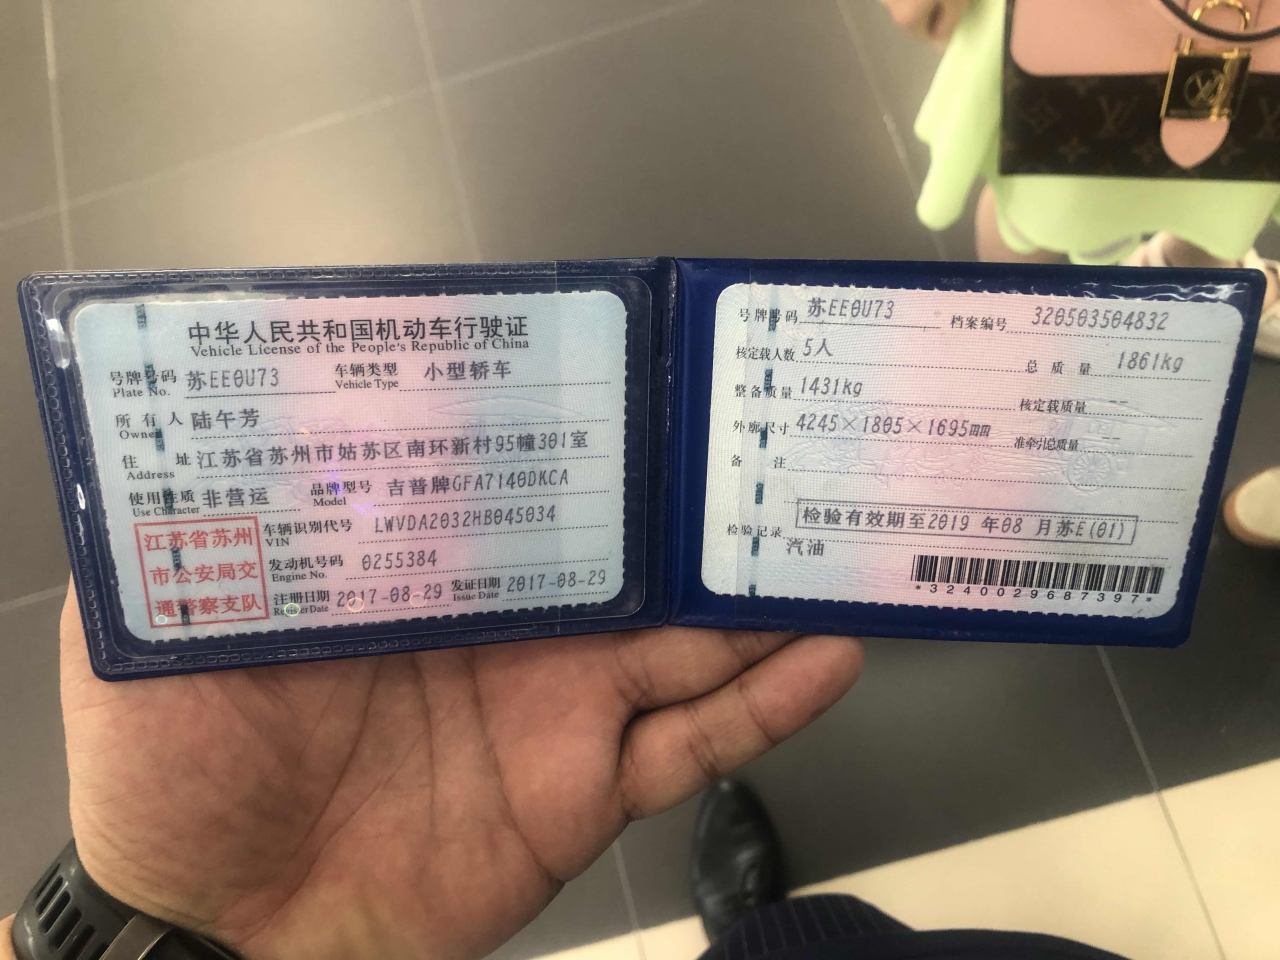 中华人民共和国机动车行驶证
Vehicle License of the People's Republic of China
号牌号码 苏EE0U73 车辆类型 小型轿车
Plate No. Vehicle Type
所有人 陆午芳
Owner
住址 江苏省苏州市姑苏区南环新村95幢301室
Address
使用性质 非营运 品牌型号 吉普牌GFA7140DKCA
Use Character Model
江苏省苏州
市公安局交
通警察支队
车辆识别代号 LWVDA2032HB045034
VIN
发动机号码 0255384
Engine No.
注册日期 2017-08-29 发证日期 2017-08-29
Register Date Issue Date
号牌号码 苏EE0U73 档案编号 320503504832
核定载人数 5人 总质量 1861kg
整备质量 1431kg 核定载质量 --
外廓尺寸 4245×1805×1695mm 准牵引总质量 --
备注
检验记录 检验有效期至2019 年08 月苏E(01)
汽油
*3240029687397*